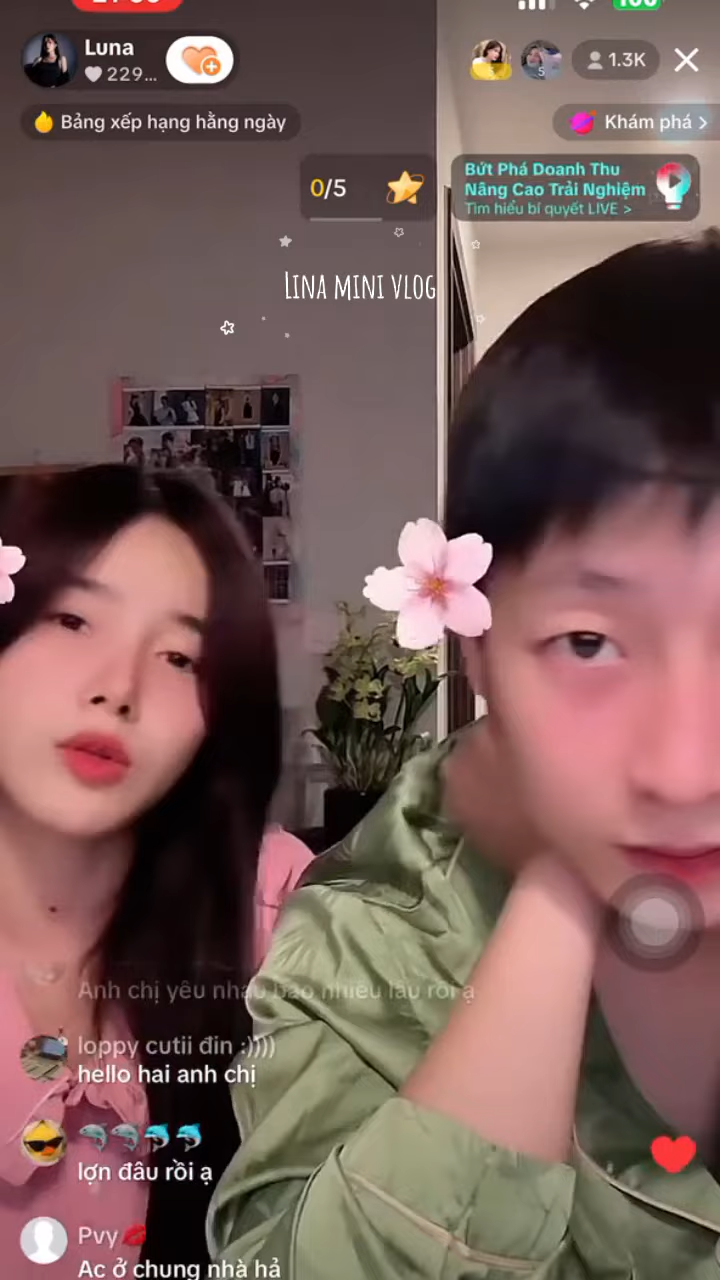 Luna
229...
1.3K
Bảng xếp hạng hằng ngày
Khám phá >
0/5
Bứt Phá Doanh Thu
Nâng Cao Trải Nghiệm
Tìm hiểu bí quyết LIVE >
LINA MINI VLOG
Anh chị yêu nhau bao nhiêu lâu rồi ạ
loppy cutii đin :))))
hello hai anh chị
lợn đâu rồi ạ
Pvy
Ac ở chung nhà hả